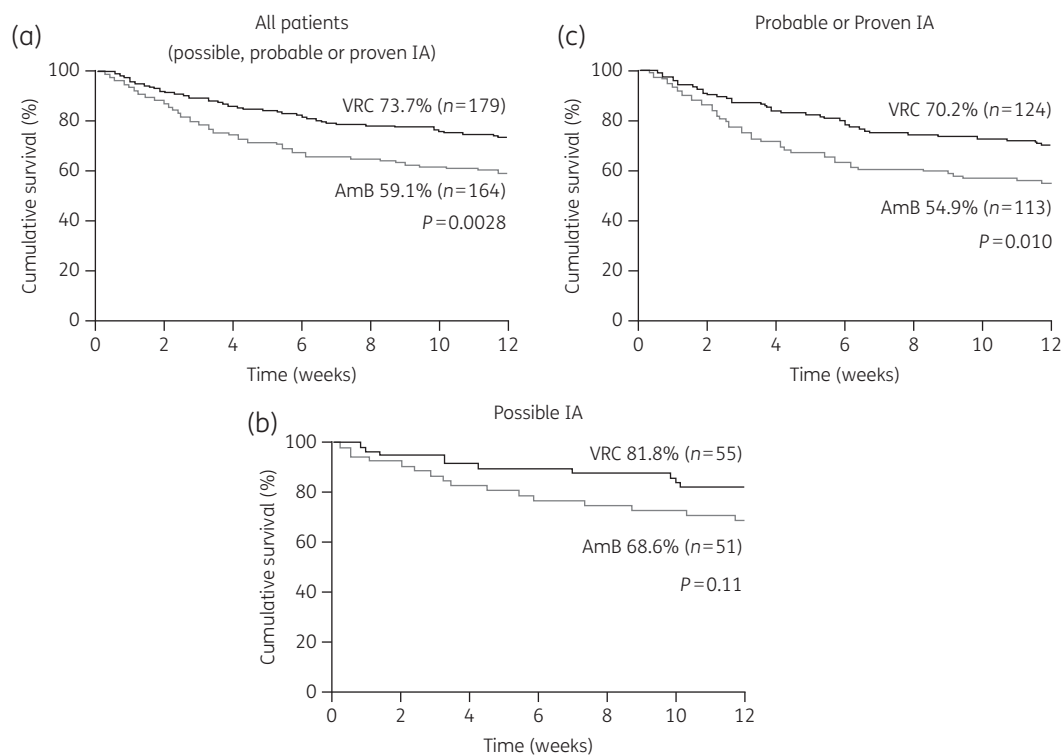 (a)
All patients
(possible, probable or proven IA)
100
80
60
40
20
0
Cumulative survival (%)
VRC 73.7% (n=179)
AmB 59.1% (n=164)
P=0.0028
0 2 4 6 8 10 12
Time (weeks)
(c)
Probable or Proven IA
100
80
60
40
20
0
Cumulative survival (%)
VRC 70.2% (n=124)
AmB 54.9% (n=113)
P=0.010
0 2 4 6 8 10 12
Time (weeks)
(b)
Possible IA
100
80
60
40
20
0
Cumulative survival (%)
VRC 81.8% (n=55)
AmB 68.6% (n=51)
P=0.11
0 2 4 6 8 10 12
Time (weeks)